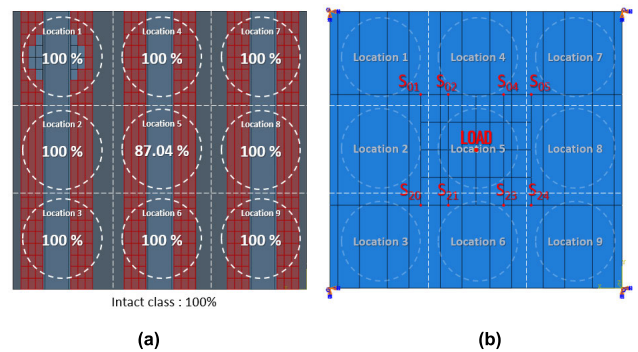 Location 1 Location 4 Location 7
100 % 100 % 100 %
Location 2 Location 5 Location 8
100 % 87.04 % 100 %
Location 3 Location 6 Location 9
100 % 100 % 100 %
Intact class : 100%
(a)
Location 1 Location 4 Location 7
S01 S02 S04 S05
LOAD
Location 2 Location 5 Location 8
S20 S21 S23 S24
Location 3 Location 6 Location 9
(b)